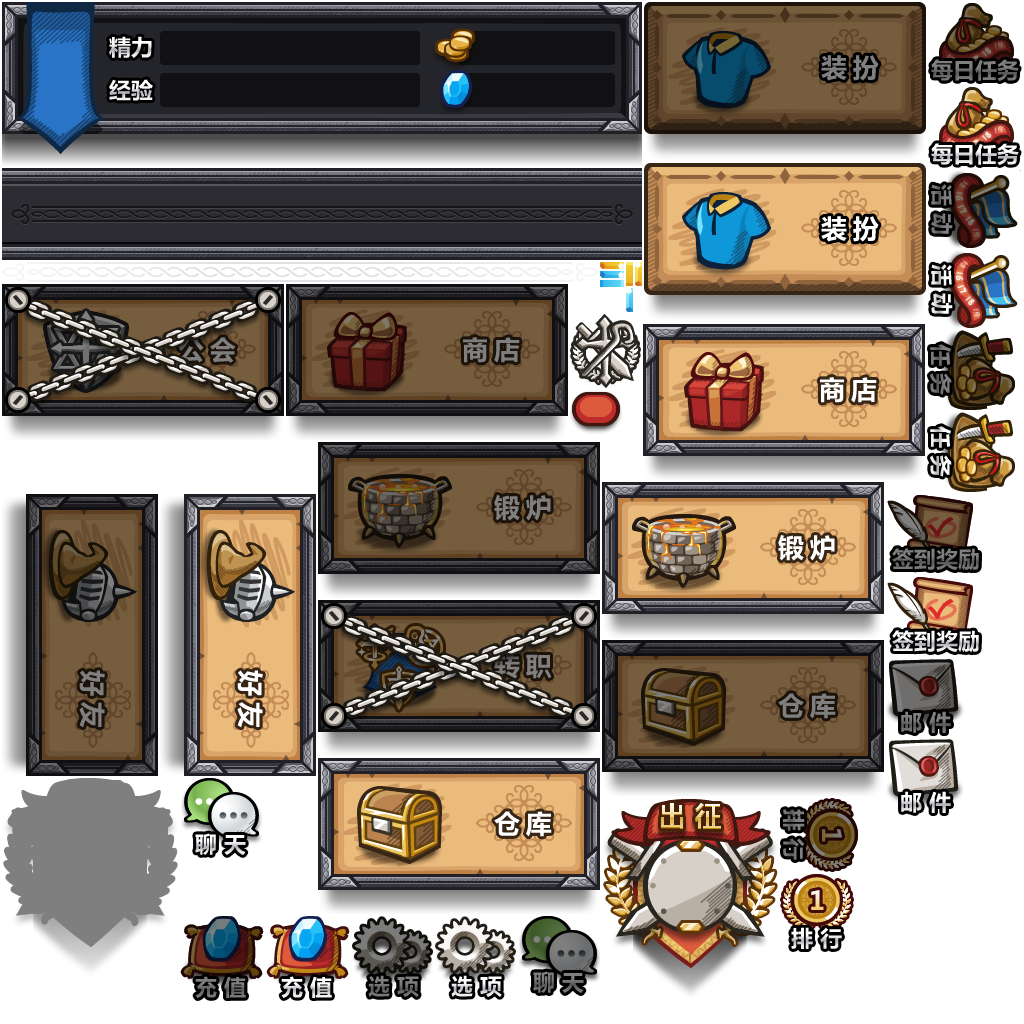 精力
经验
装扮
每日任务
每日任务
装扮
活动
活动
公会
商店
商店
任务
任务
锻炉
锻炉
签到奖励
签到奖励
好友
好友
转职
仓库
邮件
邮件
仓库
聊天
出征
1
排行
1
排行
充值
充值
选项
选项
聊天